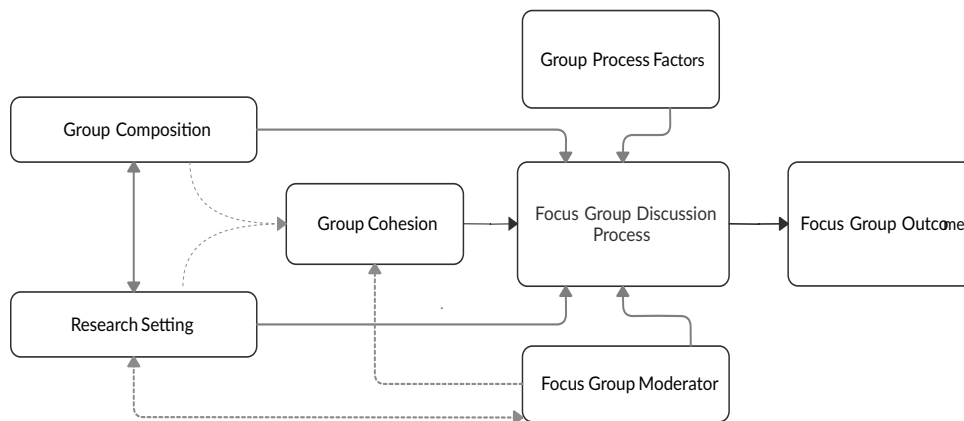 Group Process Factors
Group Composition
Group Cohesion
Focus Group Discussion
Process
Focus Group Outcome
Research Setting
Focus Group Moderator